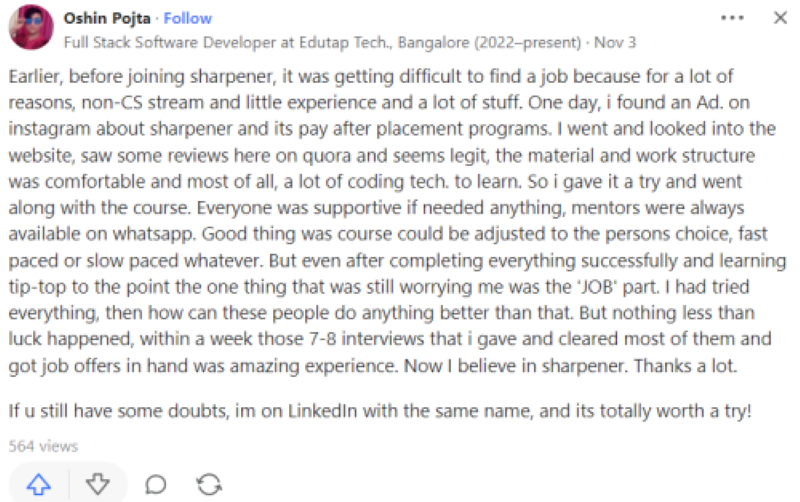 Oshin Pojta · Follow
Full Stack Software Developer at Edutap Tech., Bangalore (2022–present) · Nov 3
Earlier, before joining sharpener, it was getting difficult to find a job because for a lot of
reasons, non-CS stream and little experience and a lot of stuff. One day, i found an Ad. on
instagram about sharpener and its pay after placement programs. I went and looked into the
website, saw some reviews here on quora and seems legit, the material and work structure
was comfortable and most of all, a lot of coding tech. to learn. So i gave it a try and went
along with the course. Everyone was supportive if needed anything, mentors were always
available on whatsapp. Good thing was course could be adjusted to the persons choice, fast
paced or slow paced whatever. But even after completing everything successfully and learning
tip-top to the point the one thing that was still worrying me was the 'JOB' part. I had tried
everything, then how can these people do anything better than that. But nothing less than
luck happened, within a week those 7-8 interviews that i gave and cleared most of them and
got job offers in hand was amazing experience. Now I believe in sharpener. Thanks a lot.
If u still have some doubts, im on LinkedIn with the same name, and its totally worth a try!
564 views